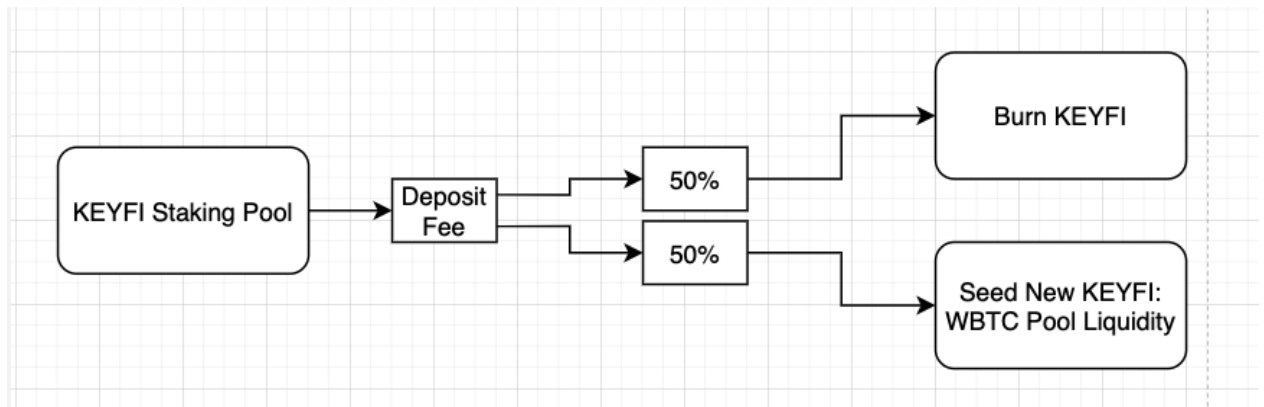 KEYFI Staking Pool
Deposit
Fee
50%
50%
Burn KEYFI
Seed New KEYFI:
WBTC Pool Liquidity